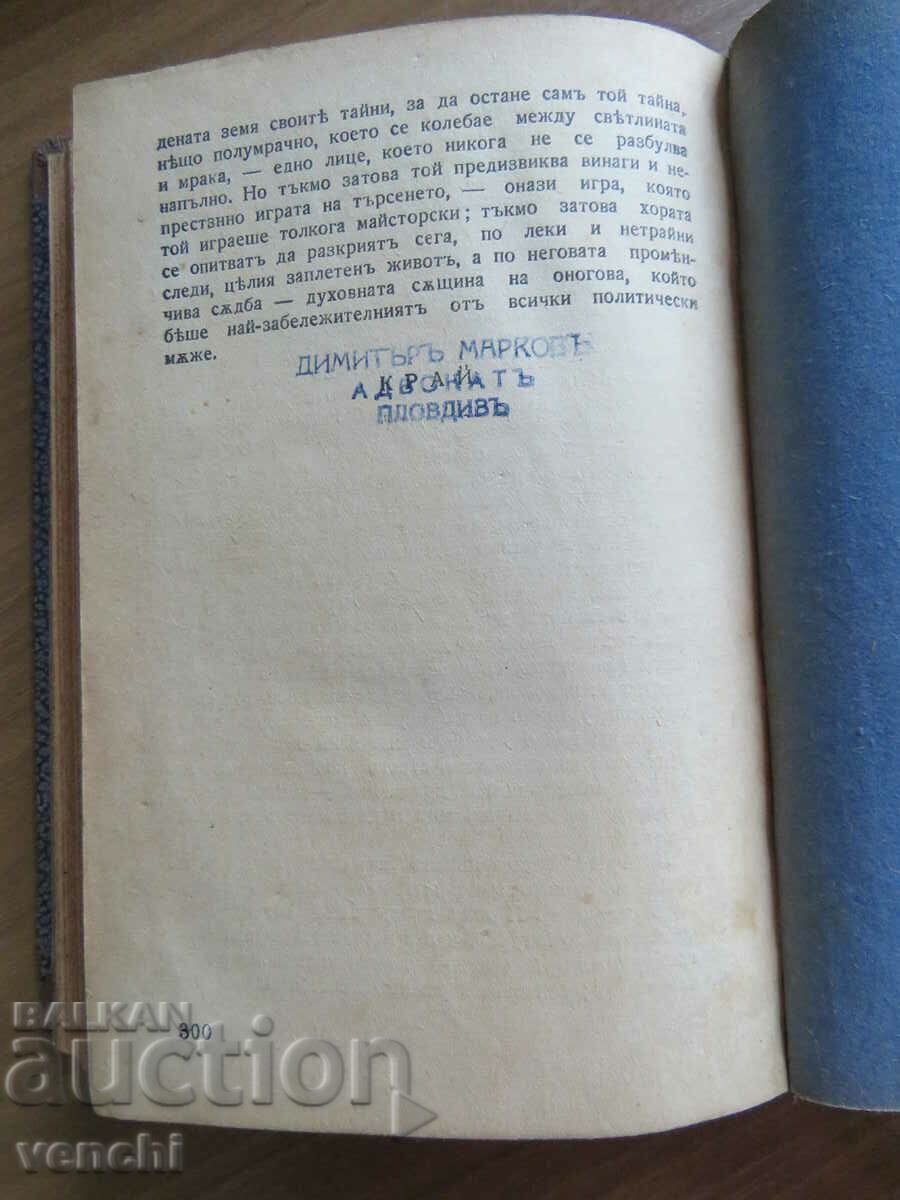 дената земя своитѣ тайни, за да остане самъ той тайна,
нѣщо полумрачно, което се колебае между свѣтлината
и мрака, — едно лице, което никога не се разбулва
напълно. Но тъкмо затова той предизвиква винаги и не-
престанно играта на търсенето, — онази игра, която
той играеше толкога майсторски; тъкмо затова хората
се опитватъ да разкриятъ сега, по леки и нетрайни
следи, целия заплетенъ животъ, а по неговата промѣн-
чива сѫдба — духовната сѫщина на оногова, който
бѣше най-забележителниятъ отъ всички политически
мѫже.
ДИМИТЪРЪ МАРКОВЪ
КРАЙ
АДВОКАТЪ
ПЛОВДИВЪ
300
BALKAN
auction
venchi